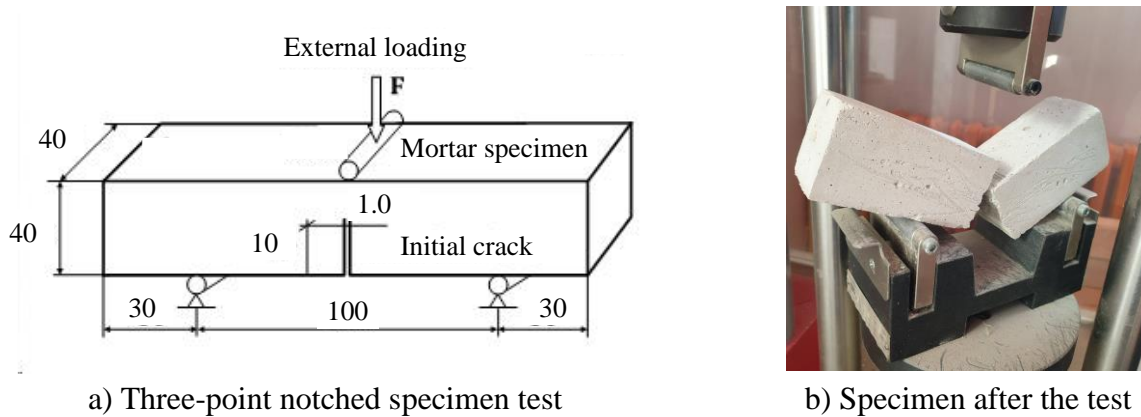 External loading
F
40
Mortar specimen
1.0
40
10
Initial crack
30
100
30
a) Three-point notched specimen test
b) Specimen after the test